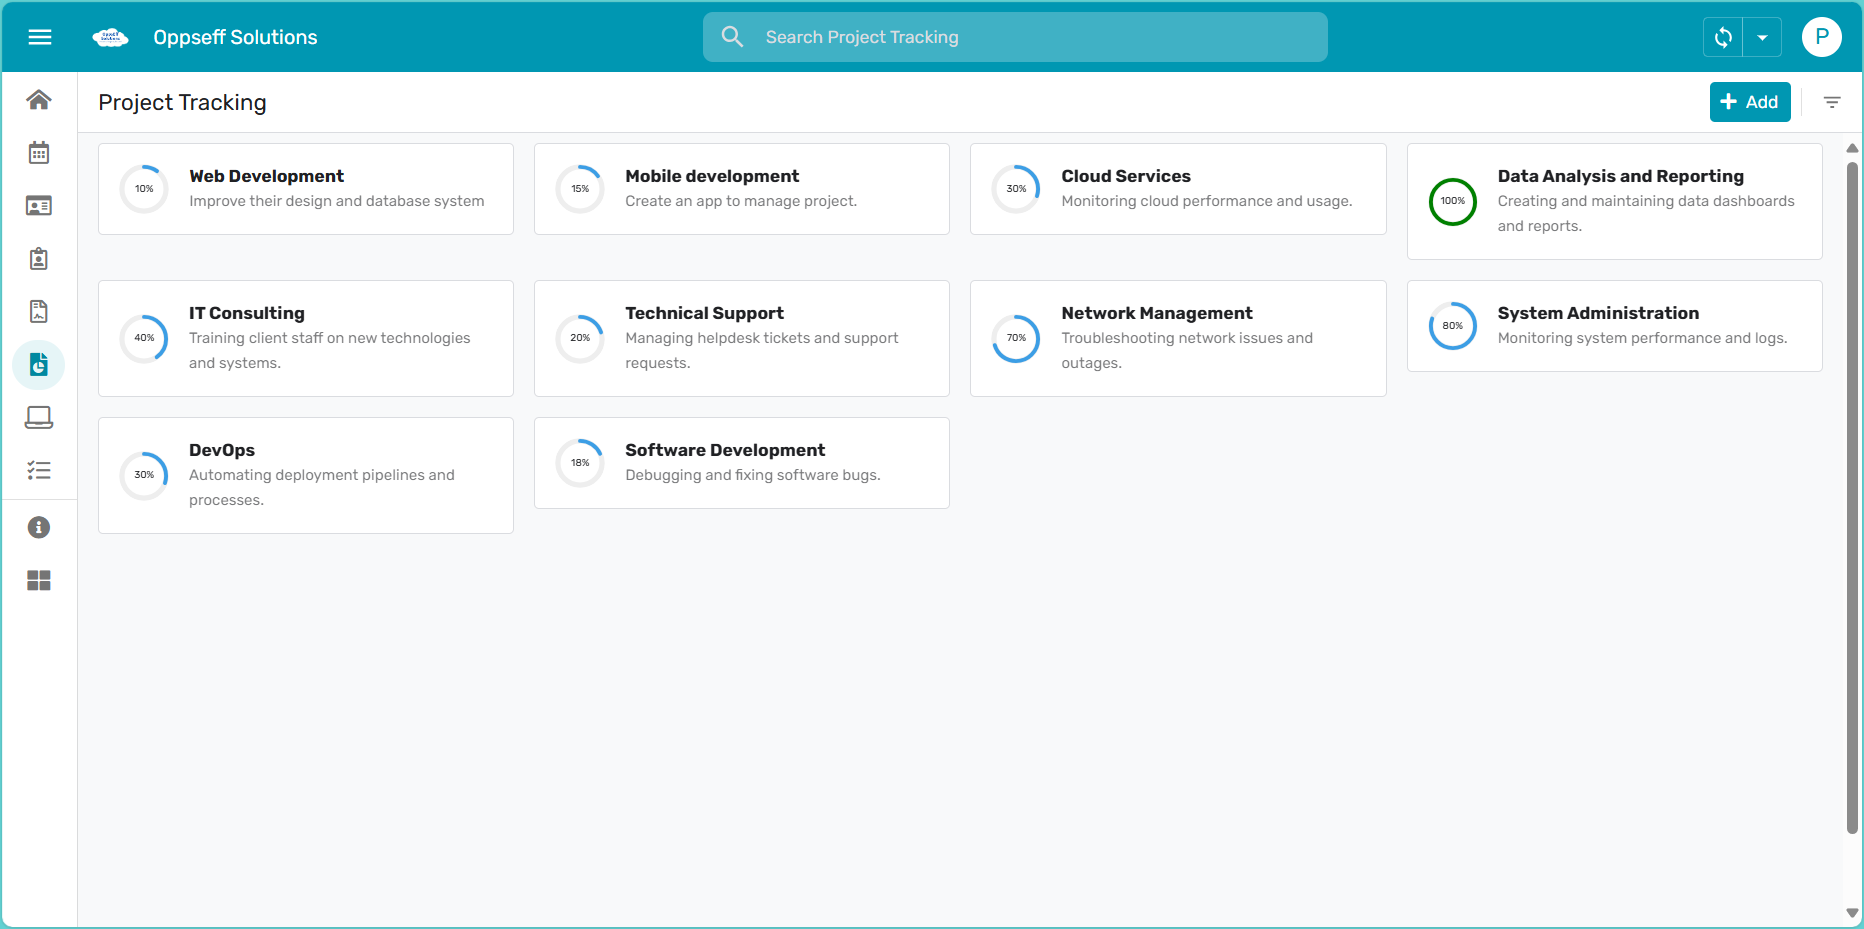 Oppseff Solutions
Search Project Tracking
P
Project Tracking
Add
10%
Web Development
Improve their design and database system
15%
Mobile development
Create an app to manage project.
30%
Cloud Services
Monitoring cloud performance and usage.
100%
Data Analysis and Reporting
Creating and maintaining data dashboards
and reports.
40%
IT Consulting
Training client staff on new technologies
and systems.
20%
Technical Support
Managing helpdesk tickets and support
requests.
70%
Network Management
Troubleshooting network issues and
outages.
80%
System Administration
Monitoring system performance and logs.
30%
DevOps
Automating deployment pipelines and
processes.
18%
Software Development
Debugging and fixing software bugs.